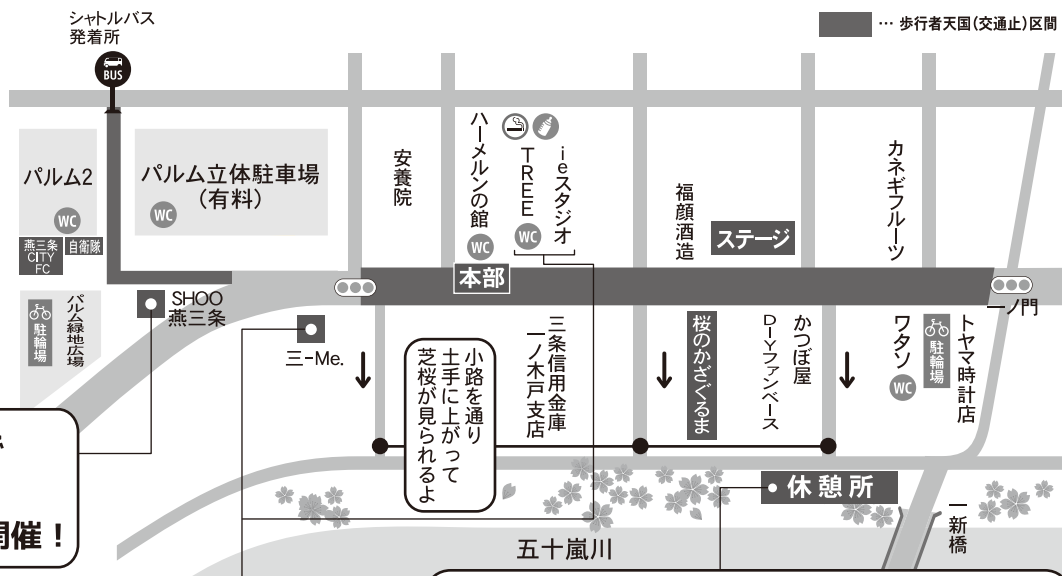 シャトルバス
発着所
BUS
… 歩行者天国(交通止)区間
パルム2
WC
燕三条
CITY
FC
自衛隊
パルム立体駐車場
(有料)
WC
安養院
ハーメルンの館
WC
TREE
WC
ieスタジオ
福顔酒造
ステージ
カネギフルーツ
本部
駐輪場
パルム緑地広場
SHOO
燕三条
三-Me.
小路を通り
土手に上がって
芝桜が見られるよ
三条信用金庫
一ノ木戸支店
桜のかざぐるま
DIYファンベース
かつぼ屋
ワタソ
WC
駐輪場
トヤマ時計店
一ノ門
休憩所
一新橋
五十嵐川
開催!